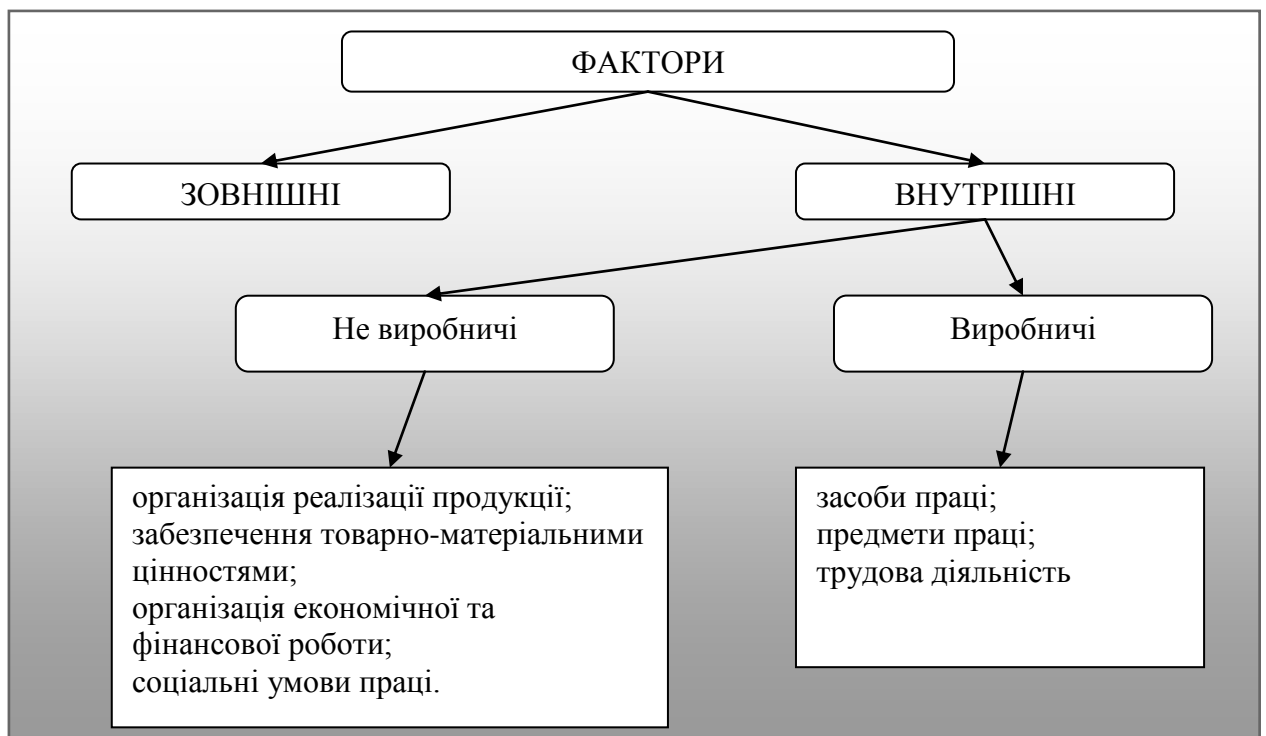 ФАКТОРИ
ЗОВНІШНІ
ВНУТРІШНІ
Не виробничі
Виробничі
організація реалізації продукції;
забезпечення товарно-матеріальними
цінностями;
організація економічної та
фінансової роботи;
соціальні умови праці.
засоби праці;
предмети праці;
трудова діяльність